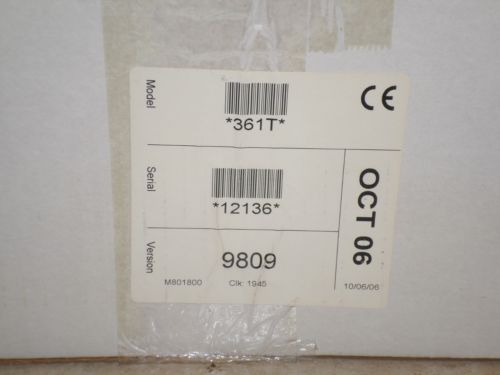 Model
*361T*
CE
Serial
*12136*
OCT 06
Version
9809
M801800
Clk: 1945
10/06/06